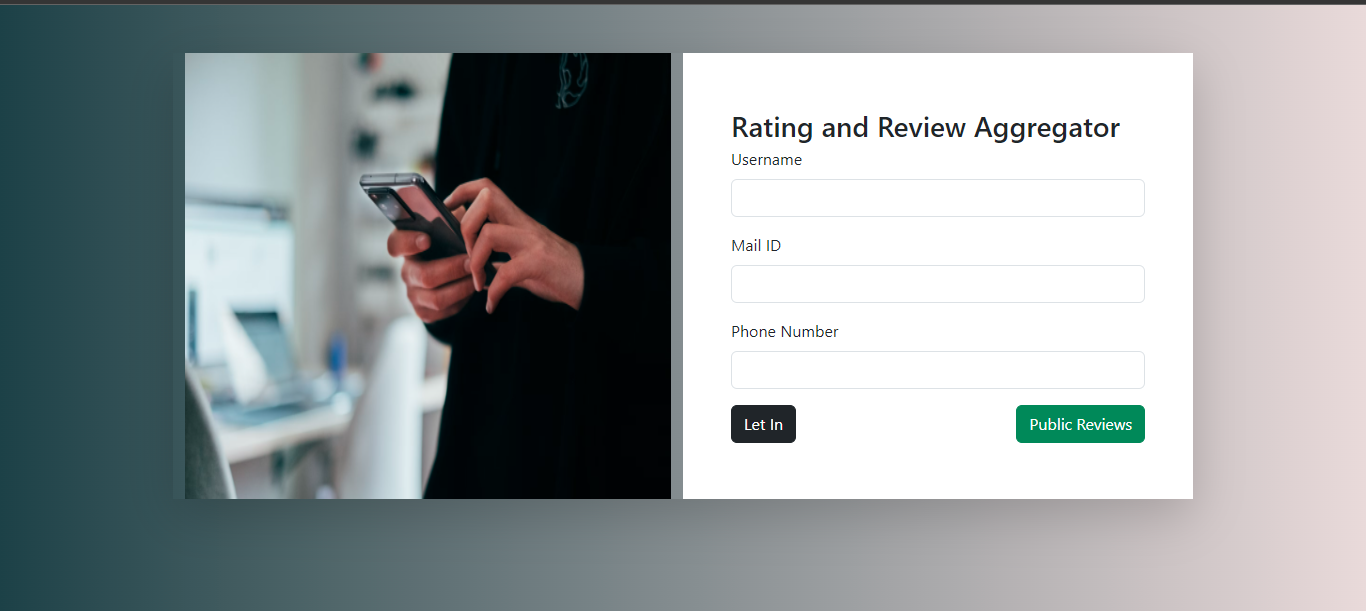 Rating and Review Aggregator
Username
Mail ID
Phone Number
Let In
Public Reviews